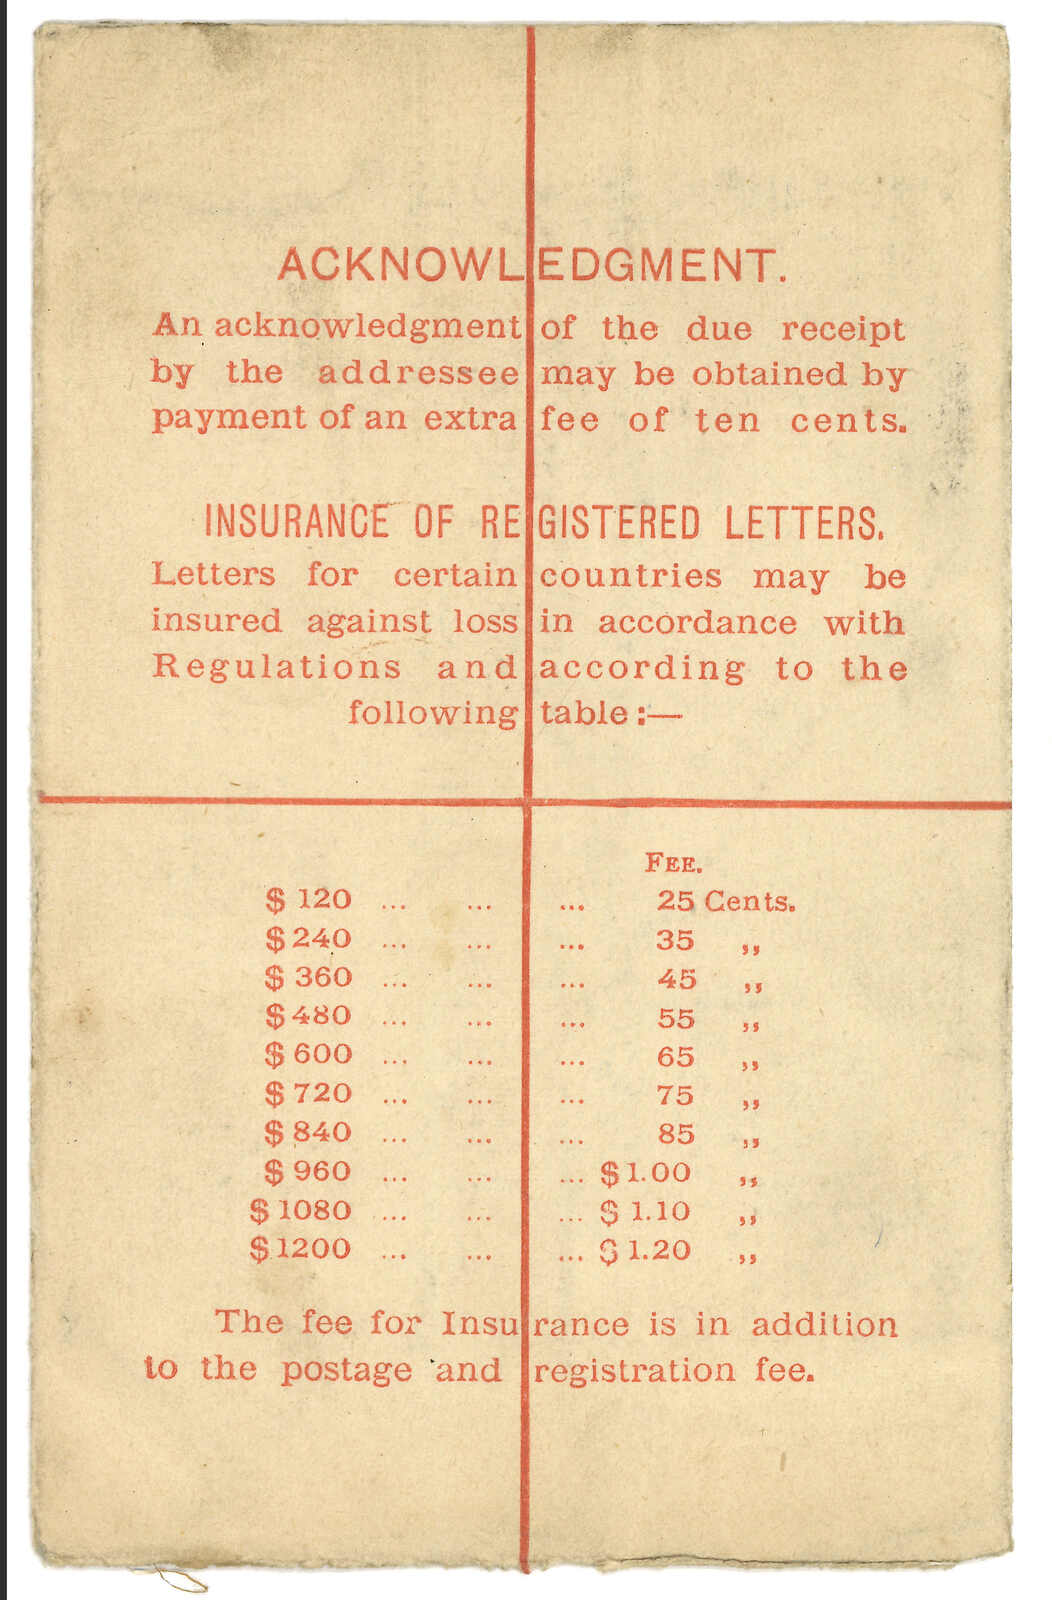 ACKNOWLEDGMENT.
An acknowledgment of the due receipt
by the addressee may be obtained by
payment of an extra fee of ten cents.
INSURANCE OF REGISTERED LETTERS.
Letters for certain countries may be
insured against loss in accordance with
Regulations and according to the
following table :—
FEE.
$ 120 ... ... ... 25 Cents.
$ 240 ... ... ... 35 „
$ 360 ... ... ... 45 „
$ 480 ... ... ... 55 „
$ 600 ... ... ... 65 „
$ 720 ... ... ... 75 „
$ 840 ... ... ... 85 „
$ 960 ... ... ... $ 1.00 „
$ 1080 ... ... ... $ 1.10 „
$ 1200 ... ... ... $ 1.20 „
The fee for Insurance is in addition
to the postage and registration fee.